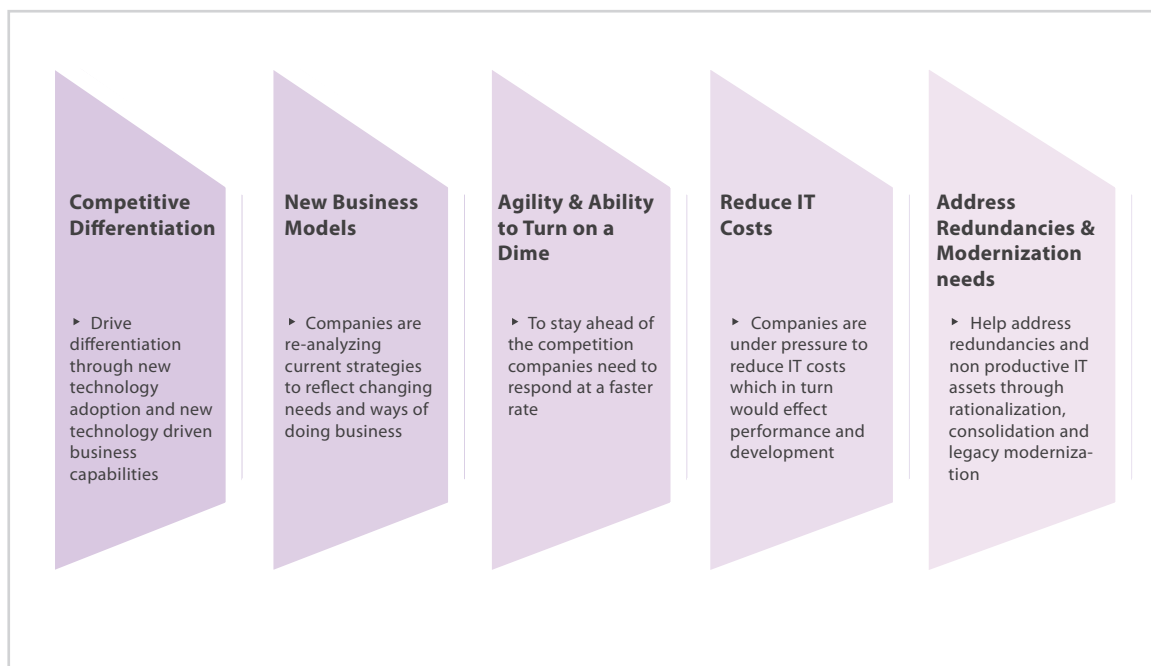 Competitive
Differentiation
‣ Drive
differentiation
through new
technology
adoption and new
technology driven
business
capabilities
New Business
Models
‣ Companies are
re-analyzing
current strategies
to reflect changing
needs and ways of
doing business
Agility & Ability
to Turn on a
Dime
‣ To stay ahead of
the competition
companies need to
respond at a faster
rate
Reduce IT
Costs
‣ Companies are
under pressure to
reduce IT costs
which in turn
would effect
performance and
development
Address
Redundancies &
Modernization
needs
‣ Help address
redundancies and
non productive IT
assets through
rationalization,
consolidation and
legacy moderniza-
tion